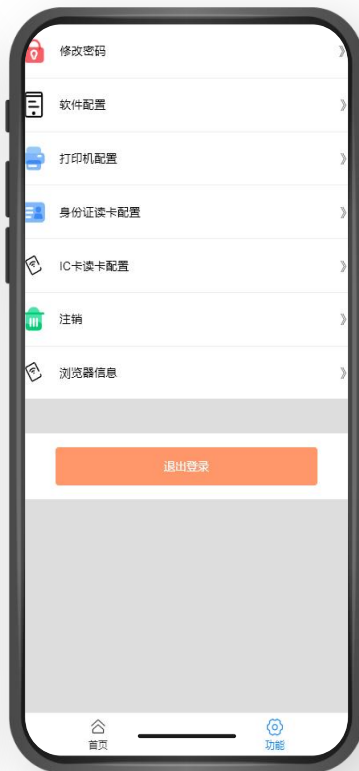 修改密码
软件配置
打印机配置
身份证读卡配置
IC卡读卡配置
注销
浏览器信息
退出登录
首页
功能